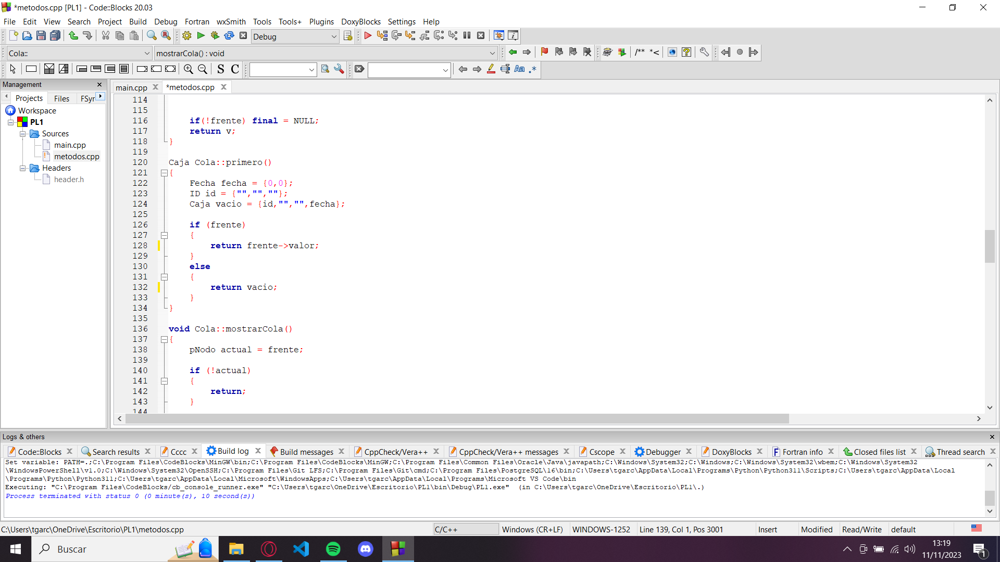 *metodos.cpp [PL1] - Code::Blocks 20.03
File Edit View Search Project Build Debug Fortran wxSmith Tools Tools+ Plugins DoxyBlocks Settings Help
Debug
Cola:: mostrarCola() : void /** *<
S C Aa .*
Management
Projects Files FSyr
main.cpp *metodos.cpp
Workspace
PL1
Sources
main.cpp
metodos.cpp
Headers
header.h
114
115
116 if(!frente) final = NULL;
117 return v;
118 }
119
120 Caja Cola::primero()
121 {
122 Fecha fecha = {0,0};
123 ID id = {"","",""};
124 Caja vacio = {id,"","",fecha};
125
126 if (frente)
127 {
128 return frente->valor;
129 }
130 else
131 {
132 return vacio;
133 }
134 }
135
136 void Cola::mostrarCola()
137 {
138 pNodo actual = frente;
139
140 if (!actual)
141 {
142 return;
143 }
144
Logs & others
Code::Blocks Search results Cccc Build log Build messages CppCheck/Vera++ CppCheck/Vera++ messages Cscope Debugger DoxyBlocks Fortran info Closed files list Thread search
Set variable: PATH=.;C:\Program Files\CodeBlocks\MinGW\bin;C:\Program Files\CodeBlocks\MinGW;C:\Program Files\Common Files\Oracle\Java\javapath;C:\Windows\System32;C:\Windows;C:\Windows\System32\wbem;C:\Windows\System32
\WindowsPowerShell\v1.0;C:\Windows\System32\OpenSSH;C:\Program Files\Git LFS;C:\Program Files\Git\cmd;C:\Program Files\PostgreSQL\16\bin;C:\Users\tgarc\AppData\Local\Programs\Python\Python311\Scripts;C:\Users\tgarc\AppData\Local
\Programs\Python\Python311;C:\Users\tgarc\AppData\Local\Microsoft\WindowsApps;C:\Users\tgarc\AppData\Local\Programs\Microsoft VS Code\bin
Executing: "C:\Program Files\CodeBlocks/cb_console_runner.exe" "C:\Users\tgarc\OneDrive\Escritorio\PL1\bin\Debug\PL1.exe"  (in C:\Users\tgarc\OneDrive\Escritorio\PL1\.)
Process terminated with status 0 (0 minute(s), 10 second(s))
C:\Users\tgarc\OneDrive\Escritorio\PL1\metodos.cpp C/C++ Windows (CR+LF) WINDOWS-1252 Line 139, Col 1, Pos 3001 Insert Modified Read/Write default
Buscar
13:19
11/11/2023
1